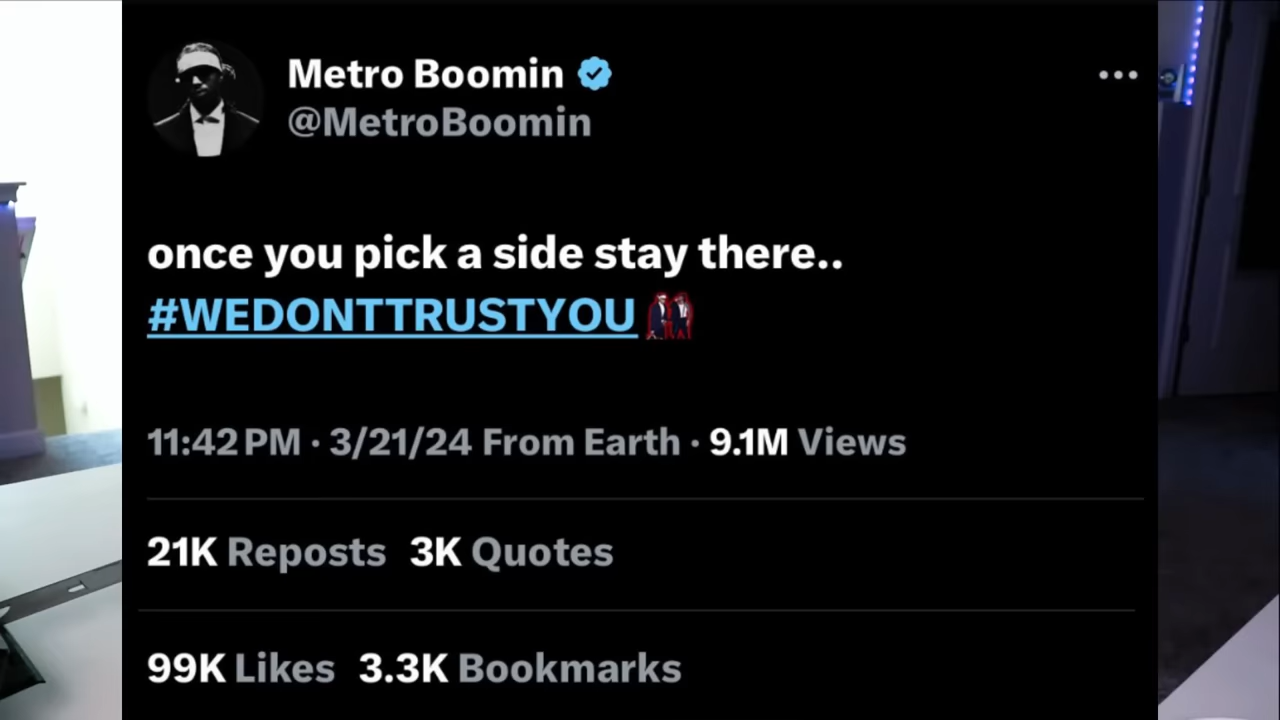 Metro Boomin
@MetroBoomin
once you pick a side stay there..
#WEDONTTRUSTYOU
11:42 PM · 3/21/24 From Earth · 9.1M Views
21K Reposts 3K Quotes
99K Likes 3.3K Bookmarks